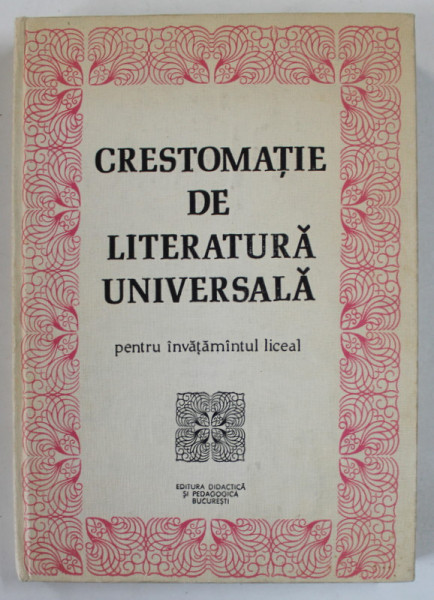 CRESTOMAȚIE
DE
LITERATURĂ
UNIVERSALĂ
pentru învățămîntul liceal
EDITURA DIDACTICĂ
ȘI PEDAGOGICĂ
BUCUREȘTI